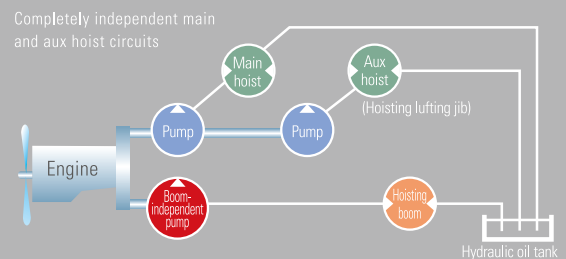 Completely independent main
and aux hoist circuits
Main
hoist
Aux
hoist
(Hoisting lufting jib)
Pump
Pump
Engine
Boom-
independent
pump
Hoisting
boom
Hydraulic oil tank